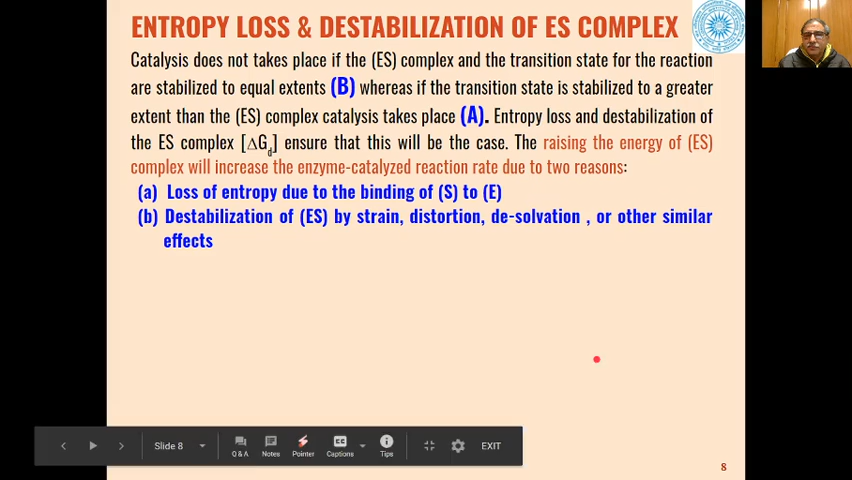 ENTROPY LOSS & DESTABILIZATION OF ES COMPLEX
Catalysis does not takes place if the (ES) complex and the transition state for the reaction
are stabilized to equal extents (B) whereas if the transition state is stabilized to a greater
extent than the (ES) complex catalysis takes place (A). Entropy loss and destabilization of
the ES complex [∆Gd] ensure that this will be the case. The raising the energy of (ES)
complex will increase the enzyme-catalyzed reaction rate due to two reasons:
(a) Loss of entropy due to the binding of (S) to (E)
(b) Destabilization of (ES) by strain, distortion, de-solvation , or other similar
effects
Slide 8
Q & A
Notes
Pointer
CC
Captions
Tips
EXIT
8